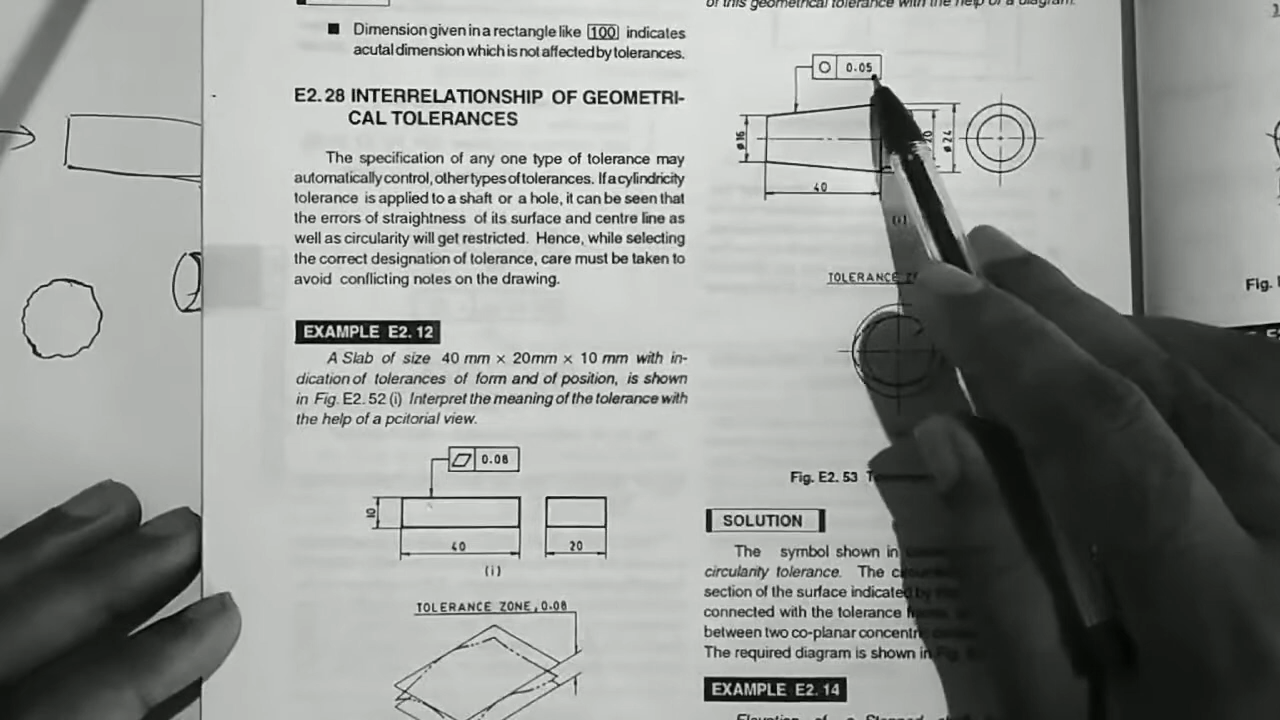 Dimension given in a rectangle like 100 indicates
acutal dimension which is not affected by tolerances.
E2.28 INTERRELATIONSHIP OF GEOMETRI-
CAL TOLERANCES
The specification of any one type of tolerance may
automatically control, other types of tolerances. If a cylindricity
tolerance is applied to a shaft or a hole, it can be seen that
the errors of straightness of its surface and centre line as
well as circularity will get restricted. Hence, while selecting
the correct designation of tolerance, care must be taken to
avoid conflicting notes on the drawing.
EXAMPLE E2. 12
A Slab of size 40 mm × 20mm × 10 mm with in-
dication of tolerances of form and of position, is shown
in Fig. E2. 52 (i) Interpret the meaning of the tolerance with
the help of a pcitorial view.
0.08
10
40
20
(i)
TOLERANCE ZONE, 0.08
of this geometrical tolerance with the help of a diagram.
0.05
ø16
20
ø24
40
(i)
TOLERANCE
Fig. E2. 53
SOLUTION
The symbol shown in
circularity tolerance. The
section of the surface indicated by
connected with the tolerance
between two co-planar
The required diagram is shown in
EXAMPLE E2. 14
Elevation of a Stepped
Fig.